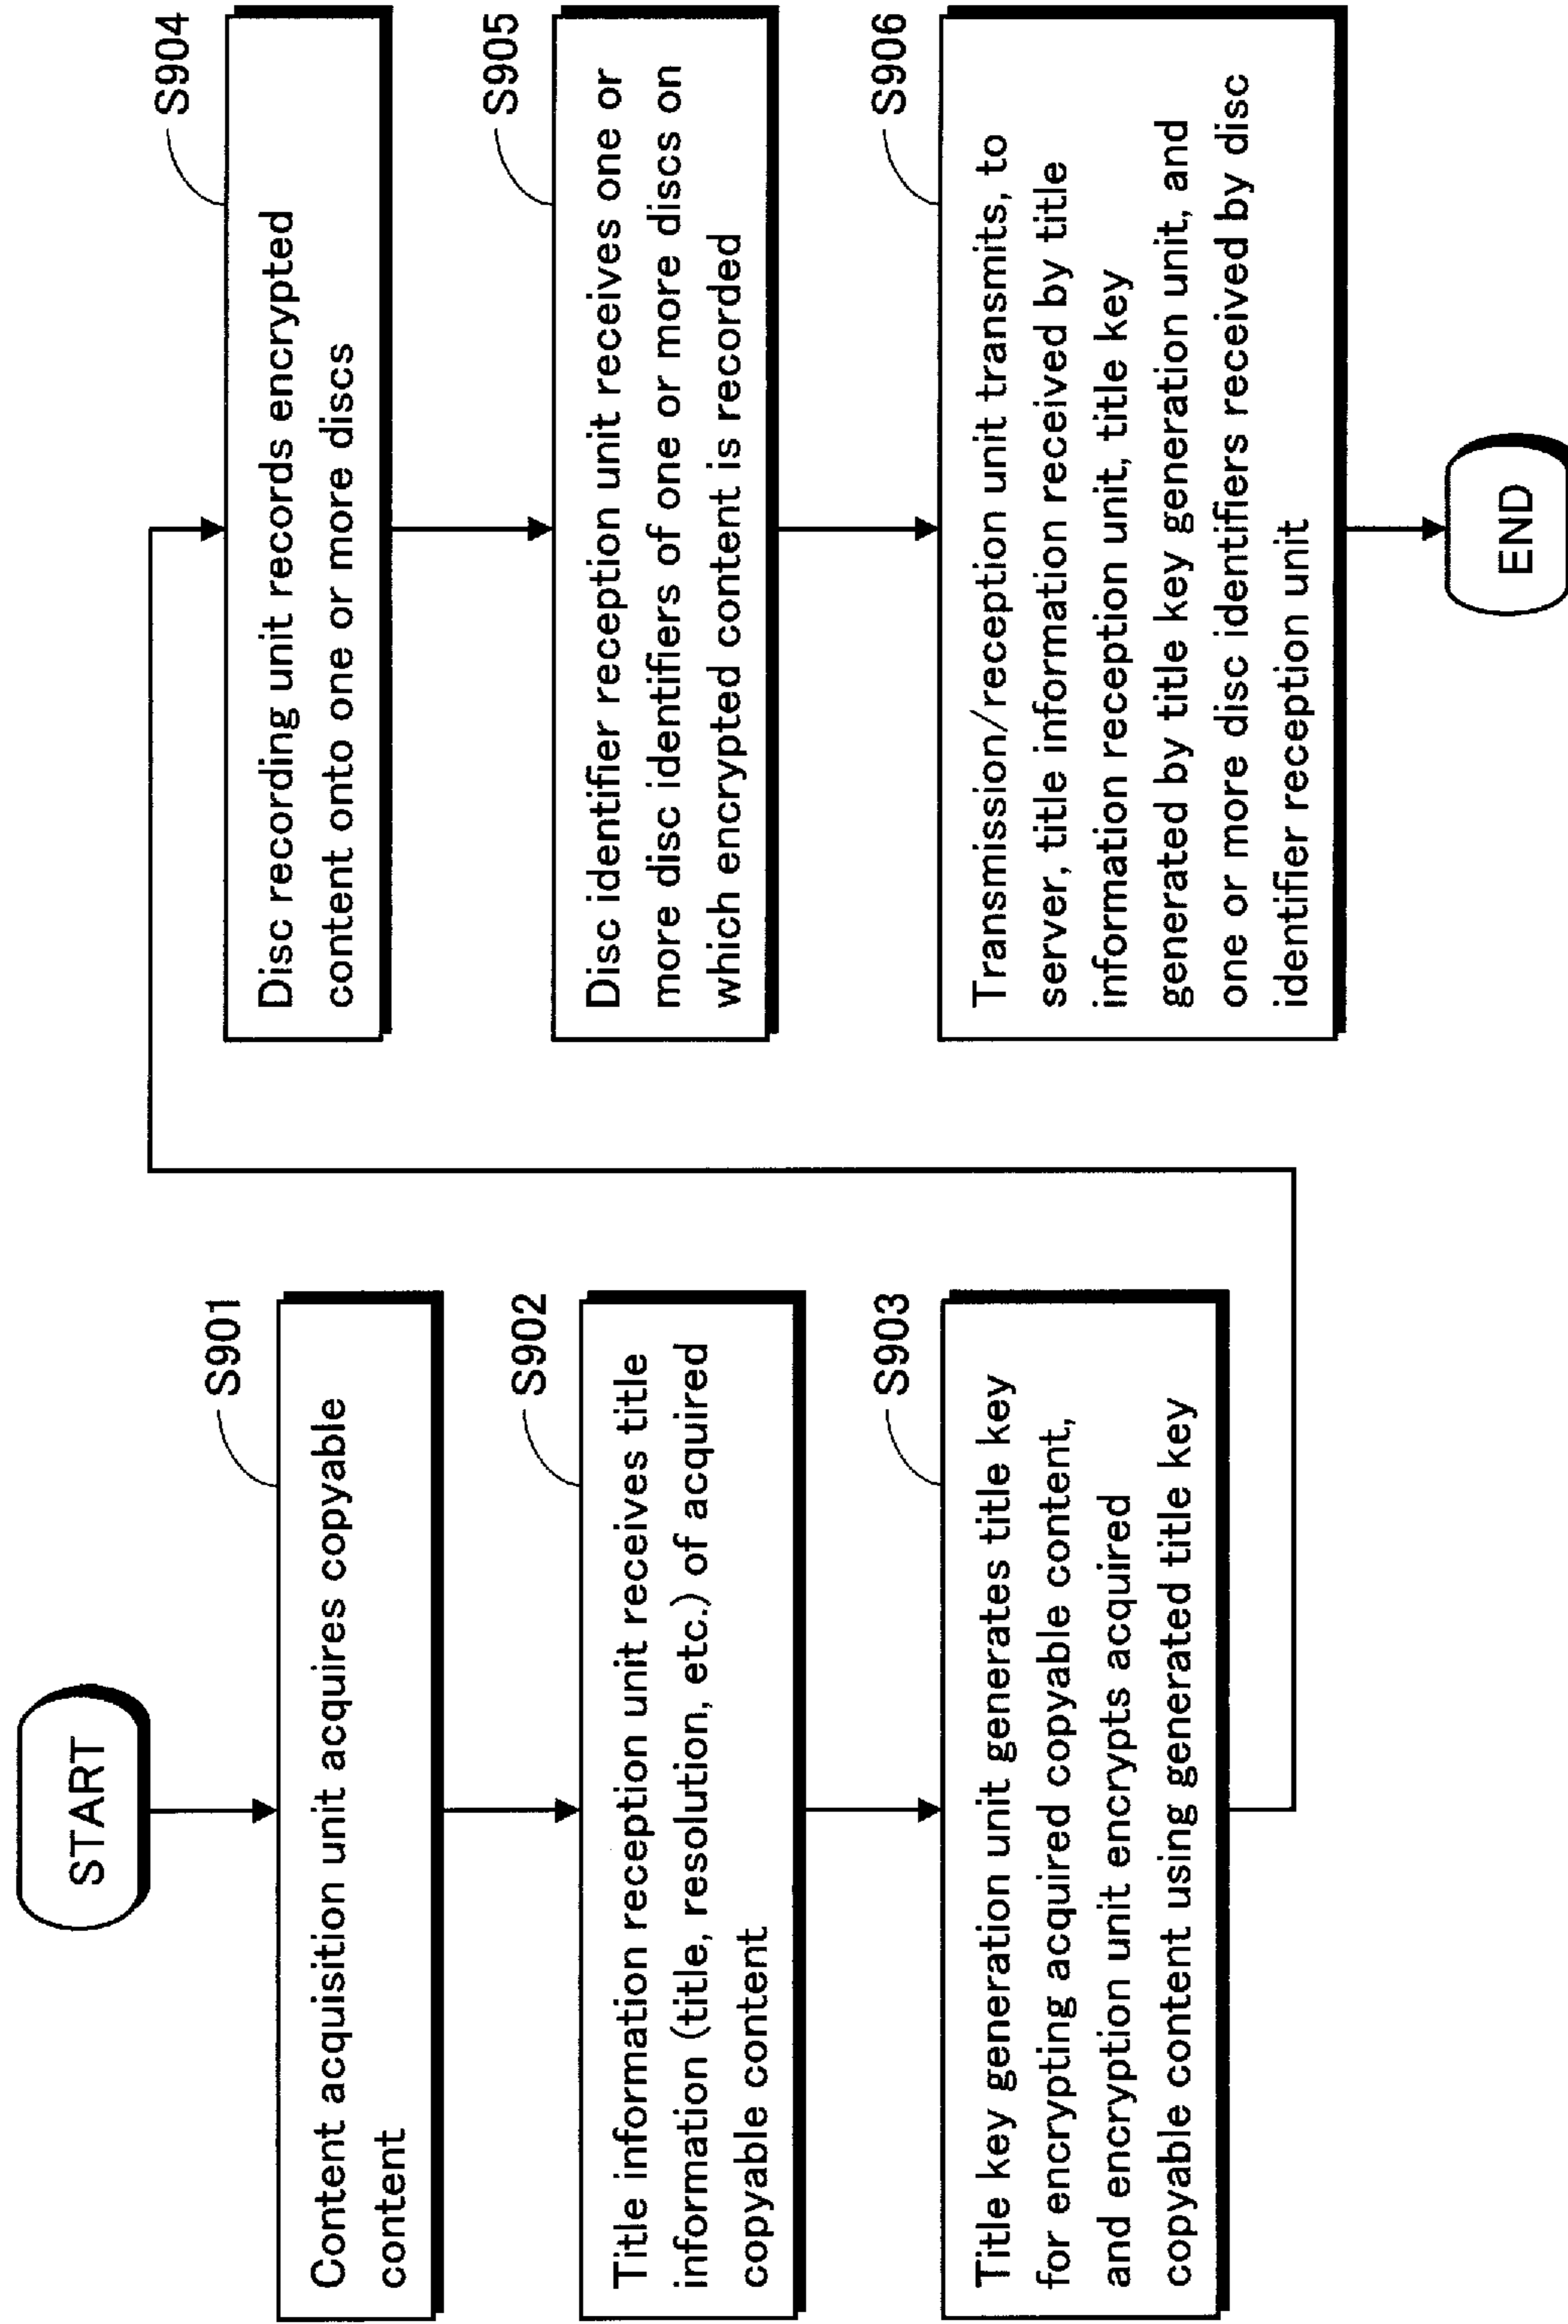 START
S901
Content acquisition unit acquires copyable
content
S902
Title information reception unit receives title
information (title, resolution, etc.) of acquired
copyable content
S903
Title key generation unit generates title key
for encrypting acquired copyable content,
and encryption unit encrypts acquired
copyable content using generated title key
S904
Disc recording unit records encrypted
content onto one or more discs
S905
Disc identifier reception unit receives one or
more disc identifiers of one or more discs on
which encrypted content is recorded
S906
Transmission/reception unit transmits, to
server, title information received by title
information reception unit, title key
generated by title key generation unit, and
one or more disc identifiers received by disc
identifier reception unit
END